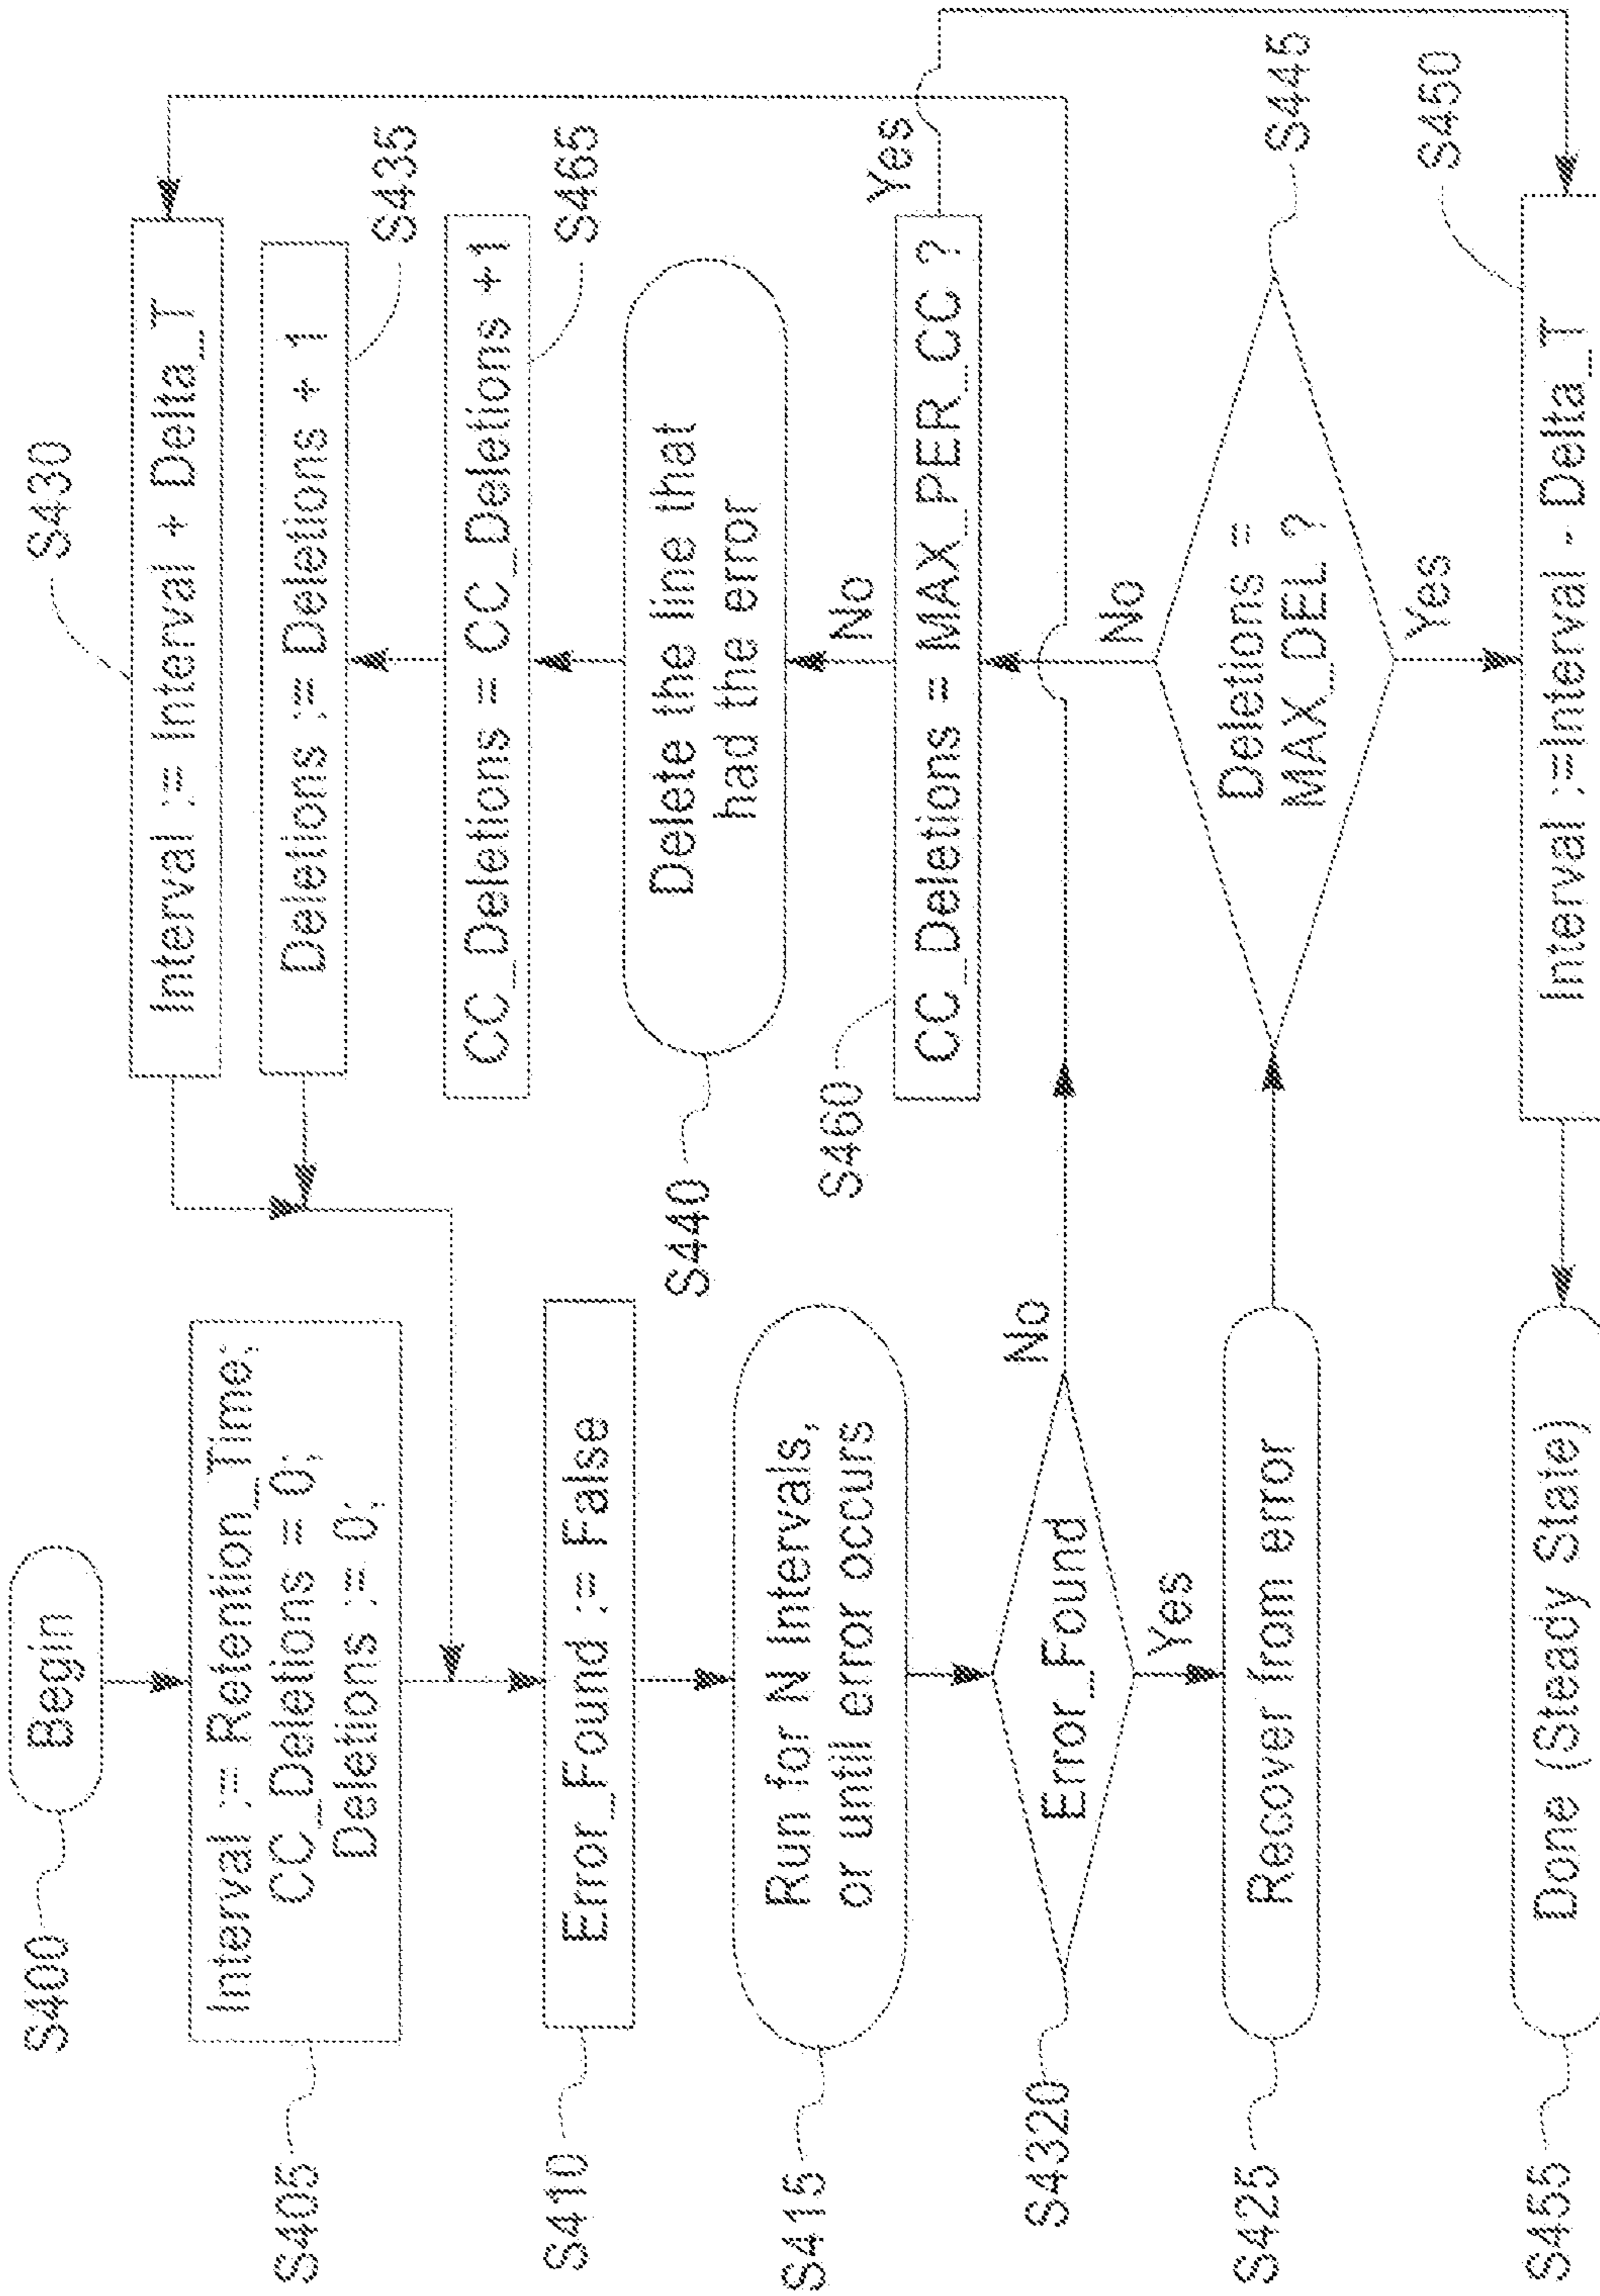 S400
Begin
S405
Interval := Retention_Time;
CC_Deletions = 0;
Deletions := 0;
S410
Error_Found := False
S415
Run for N Intervals,
or until error occurs
S4320
Error_Found
No
Yes
S425
Recover from error
S455
Done (Steady State)
S430
Interval := Interval + Delta_T
Deletions := Deletions + 1
S435
CC_Deletions = CC_Deletions +1
S465
S440
Delete the line that
had the error
No
S460
CC_Deletions = MAX_PER_CC ?
Yes
No
Deletions =
MAX_DEL ?
S445
Yes
S450
Interval :=Interval - Delta_T